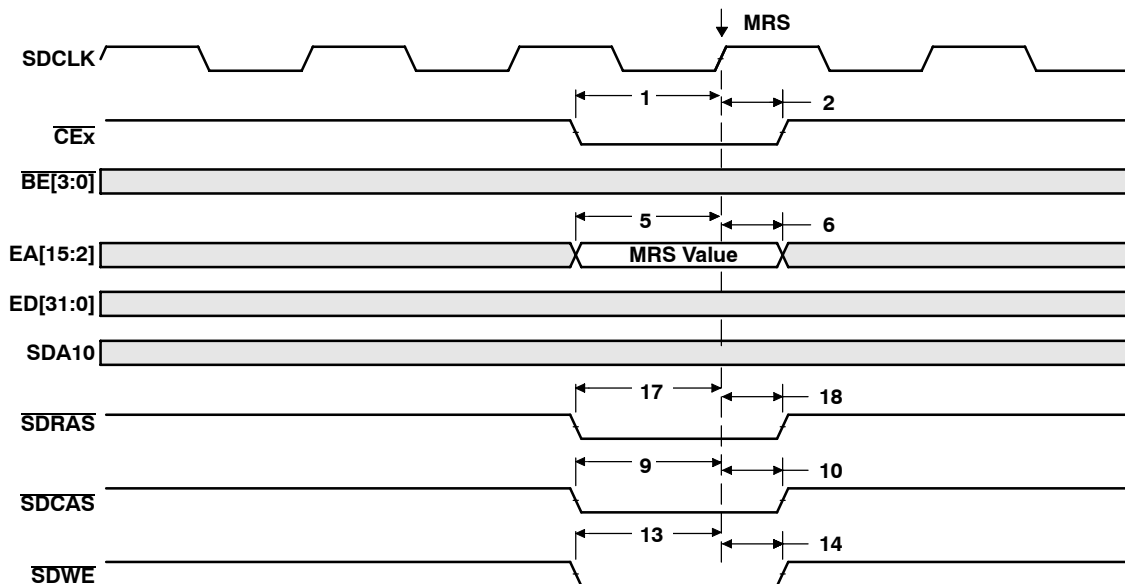 MRS
SDCLK
1
2
CEx
BE[3:0]
5
6
EA[15:2]
MRS Value
ED[31:0]
SDA10
17
18
SDRAS
9
10
SDCAS
13
14
SDWE